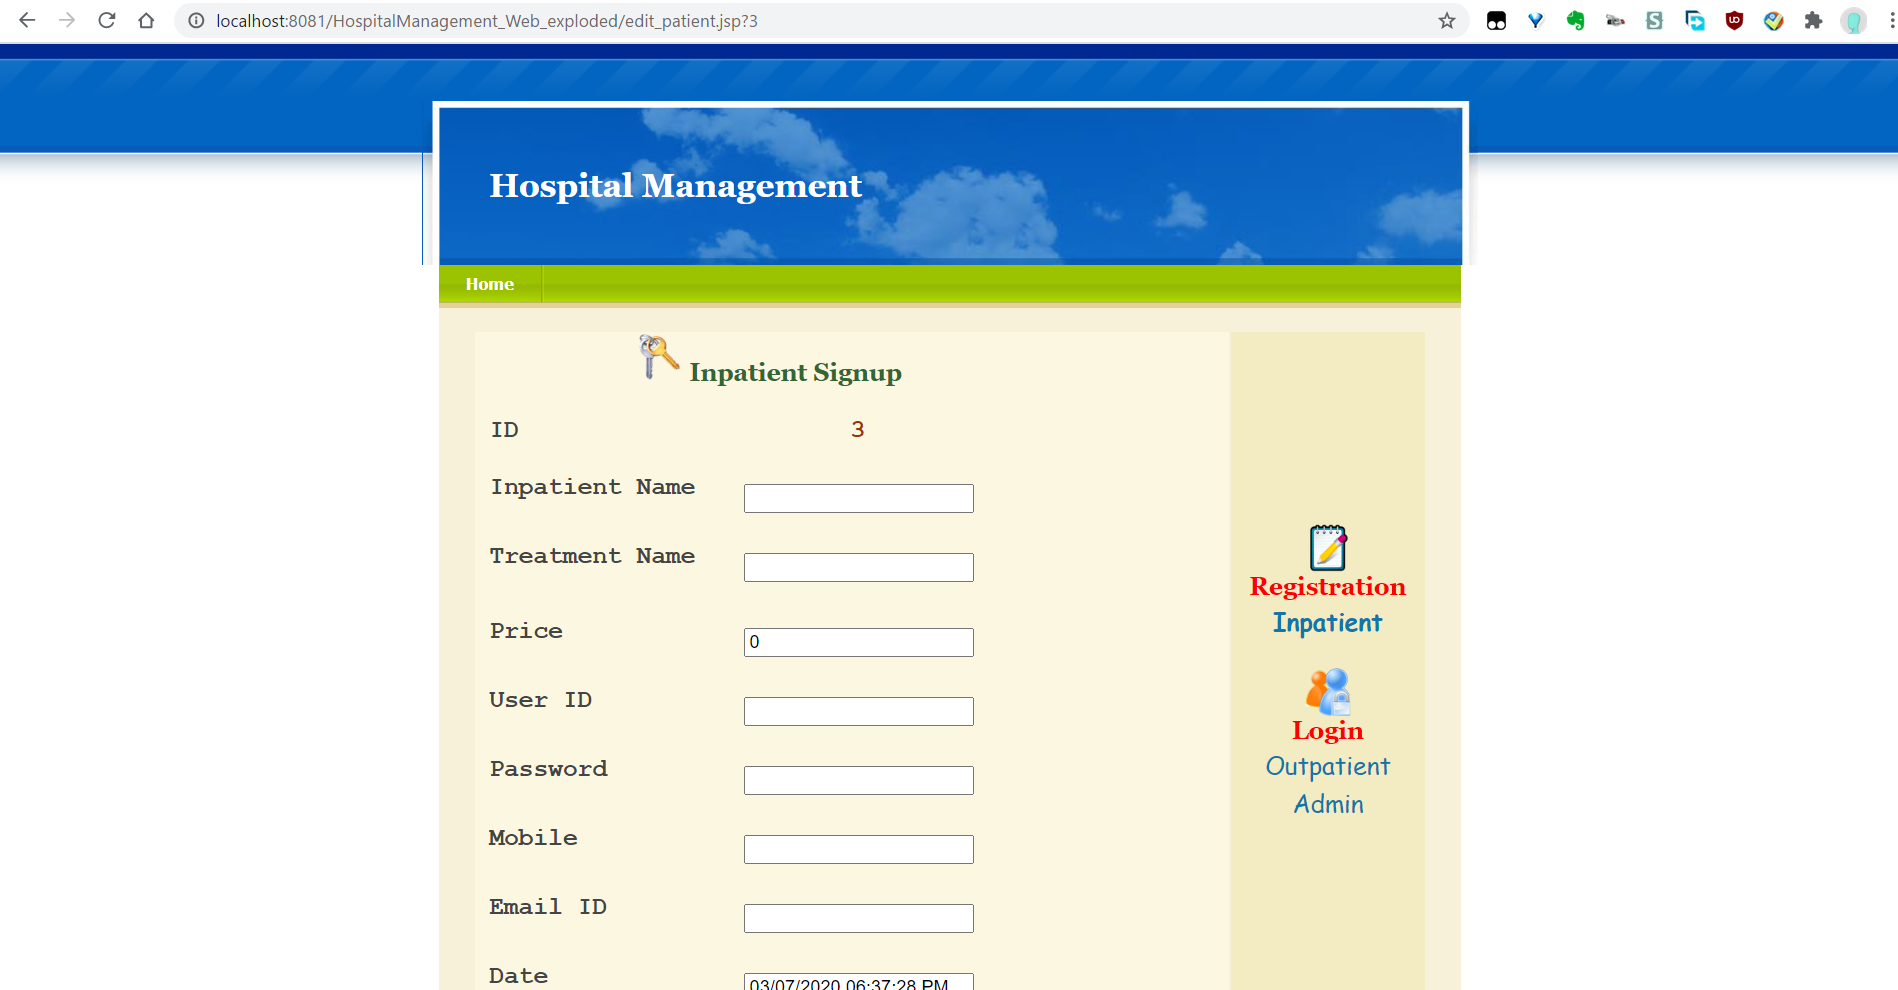 localhost:8081/HospitalManagement_Web_exploded/edit_patient.jsp?3
Hospital Management
Home
Inpatient Signup
ID 3
Inpatient Name
Treatment Name
Price 0
User ID
Password
Mobile
Email ID
Date 03/07/2020 06:37:28 PM
Registration
Inpatient
Login
Outpatient
Admin